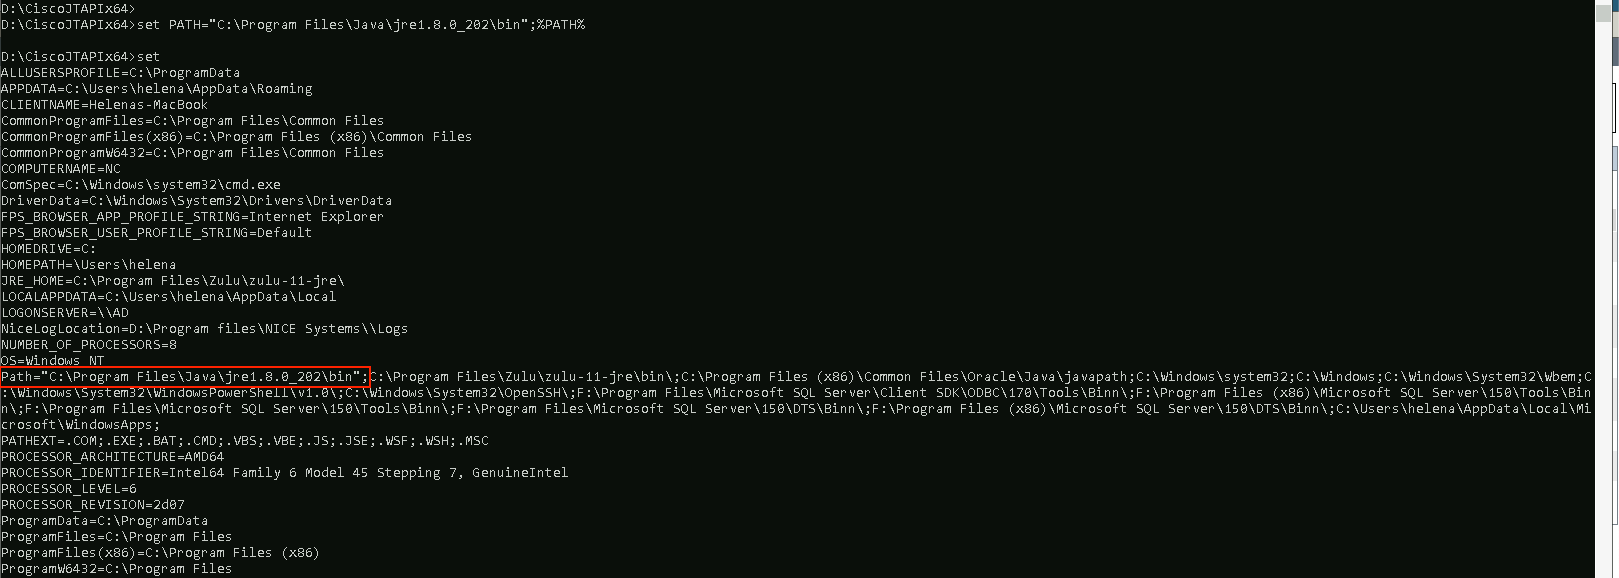 D:\CiscoJTAPIx64>
D:\CiscoJTAPIx64>set PATH="C:\Program Files\Java\jre1.8.0_202\bin";%PATH%
D:\CiscoJTAPIx64>set
ALLUSERSPROFILE=C:\ProgramData
APPDATA=C:\Users\helena\AppData\Roaming
CLIENTNAME=Helenas-MacBook
CommonProgramFiles=C:\Program Files\Common Files
CommonProgramFiles(x86)=C:\Program Files (x86)\Common Files
CommonProgramW6432=C:\Program Files\Common Files
COMPUTERNAME=NC
ComSpec=C:\Windows\system32\cmd.exe
DriverData=C:\Windows\System32\Drivers\DriverData
FPS_BROWSER_APP_PROFILE_STRING=Internet Explorer
FPS_BROWSER_USER_PROFILE_STRING=Default
HOMEDRIVE=C:
HOMEPATH=\Users\helena
JRE_HOME=C:\Program Files\Zulu\zulu-11-jre\
LOCALAPPDATA=C:\Users\helena\AppData\Local
LOGONSERVER=\\AD
NiceLogLocation=D:\Program files\NICE Systems\\Logs
NUMBER_OF_PROCESSORS=8
OS=Windows_NT
Path="C:\Program Files\Java\jre1.8.0_202\bin";C:\Program Files\Zulu\zulu-11-jre\bin\;C:\Program Files (x86)\Common Files\Oracle\Java\javapath;C:\Windows\system32;C:\Windows;C:\Windows\System32\Wbem;C
:\Windows\System32\WindowsPowerShell\v1.0\;C:\Windows\System32\OpenSSH\;F:\Program Files\Microsoft SQL Server\Client SDK\ODBC\170\Tools\Binn\;F:\Program Files (x86)\Microsoft SQL Server\150\Tools\Bin
n\;F:\Program Files\Microsoft SQL Server\150\Tools\Binn\;F:\Program Files\Microsoft SQL Server\150\DTS\Binn\;F:\Program Files (x86)\Microsoft SQL Server\150\DTS\Binn\;C:\Users\helena\AppData\Local\Mi
crosoft\WindowsApps;
PATHEXT=.COM;.EXE;.BAT;.CMD;.VBS;.VBE;.JS;.JSE;.WSF;.WSH;.MSC
PROCESSOR_ARCHITECTURE=AMD64
PROCESSOR_IDENTIFIER=Intel64 Family 6 Model 45 Stepping 7, GenuineIntel
PROCESSOR_LEVEL=6
PROCESSOR_REVISION=2d07
ProgramData=C:\ProgramData
ProgramFiles=C:\Program Files
ProgramFiles(x86)=C:\Program Files (x86)
ProgramW6432=C:\Program Files